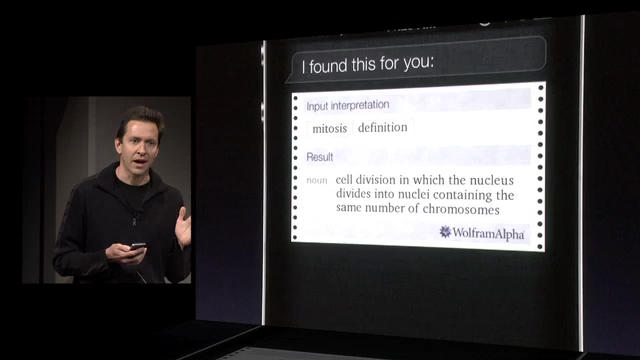 I found this for you:
Input interpretation
mitosis definition
Result
noun cell division in which the nucleus
divides into nuclei containing the
same number of chromosomes
WolframAlpha